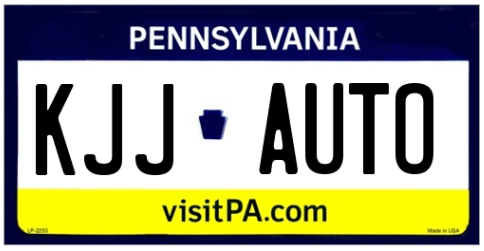 PENNSYLVANIA
KJJ AUTO
visitPA.com
LP-2253 Made in USA